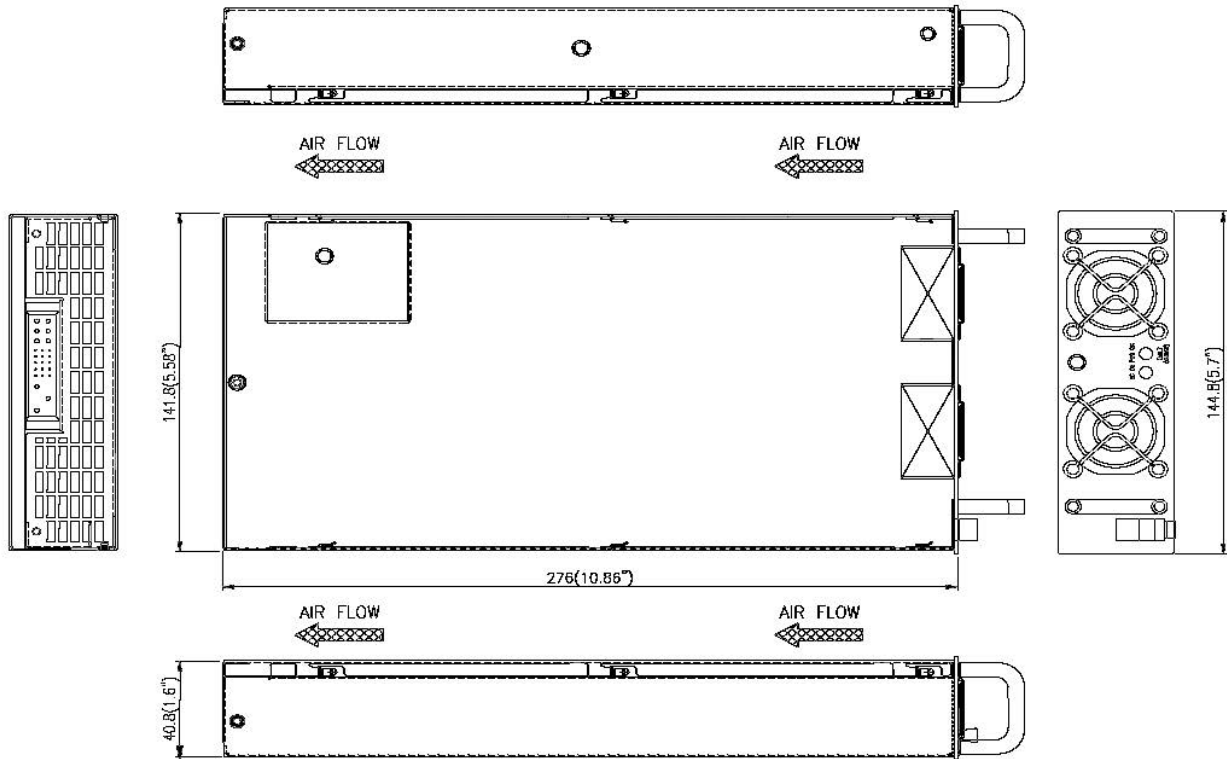 AIR FLOW
AIR FLOW
141.8(5.58")
144.8(5.7")
276(10.86")
AIR FLOW
AIR FLOW
40.8(1.6")